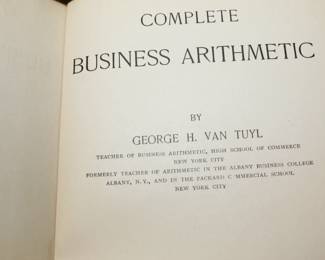 COMPLETE
BUSINESS ARITHMETIC
BY
GEORGE H. VAN TUYL
TEACHER OF BUSINESS ARITHMETIC, HIGH SCHOOL OF COMMERCE
NEW YORK CITY
FORMERLY TEACHER OF ARITHMETIC IN THE ALBANY BUSINESS COLLEGE
ALBANY, N.Y., AND IN THE PACKARD C MMERCIAL SCHOOL
NEW YORK CITY